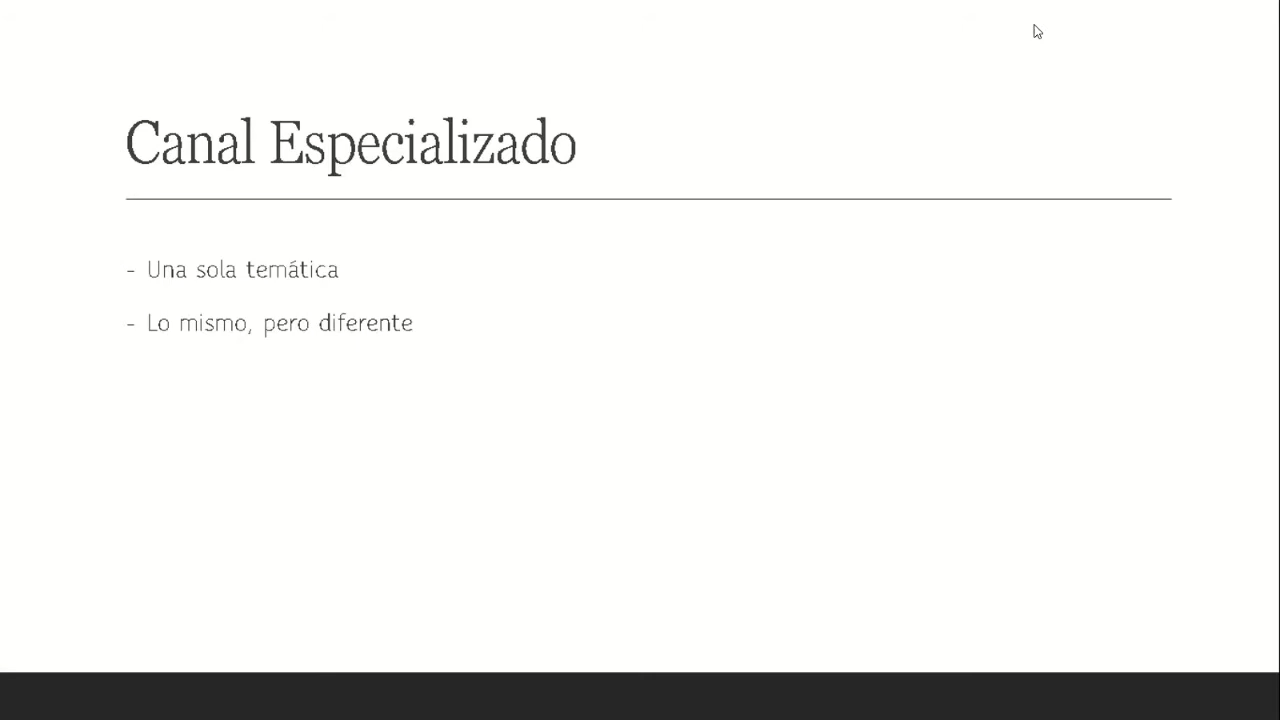 Canal Especializado
- Una sola temática
- Lo mismo, pero diferente